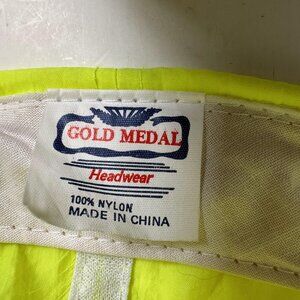 GOLD MEDAL
Headwear
100% NYLON
MADE IN CHINA